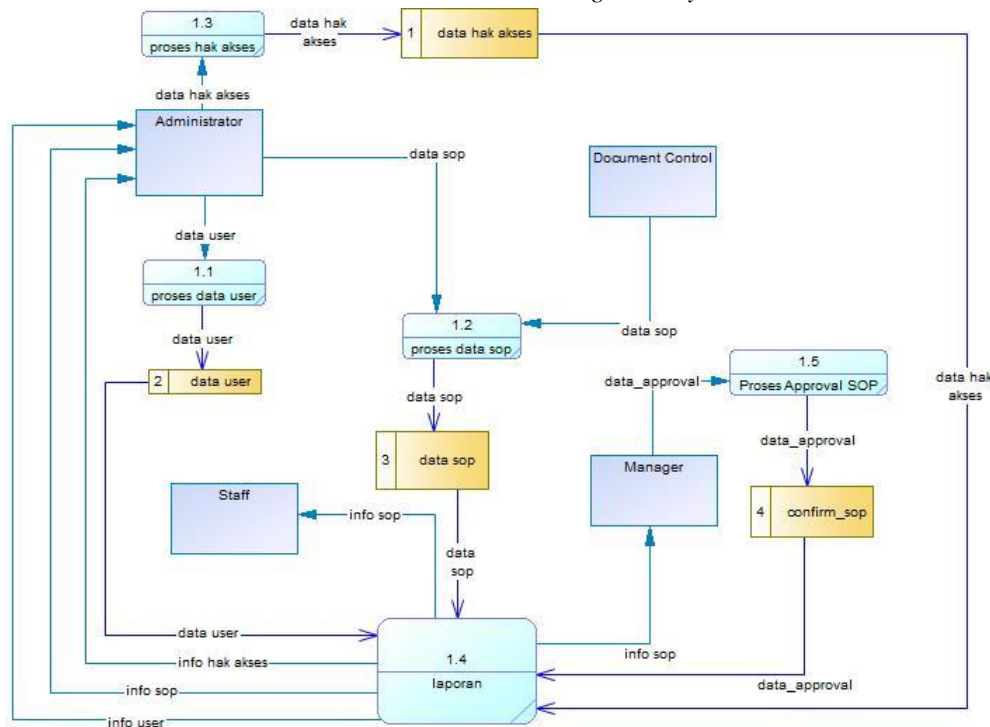 1.3
proses hak akses
data hak
akses
1
data hak akses
data hak akses
Administrator
data sop
Document Control
data user
1.1
proses data user
data user
2
data user
1.2
proses data sop
data sop
data sop
3
data sop
data_approval
1.5
Proses Approval SOP
data hak
akses
data_approval
Manager
4
confirm_sop
Staff
info sop
data
sop
data user
1.4
laporan
info hak akses
info sop
info user
info sop
data_approval